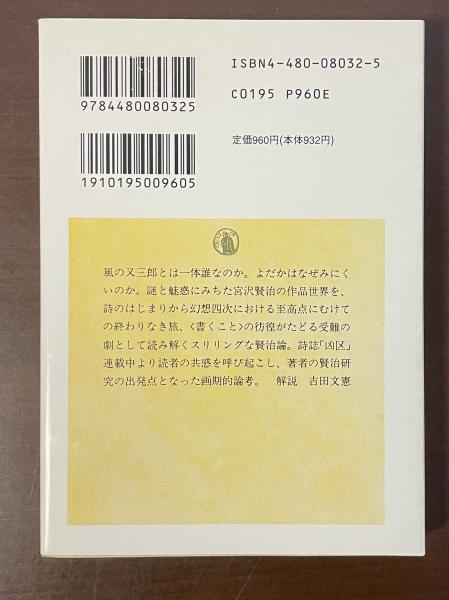 ISBN4-480-08032-5
9784480080325
C0195 P960E
定価960円(本体932円)
1910195009605
風の又三郎とは一体誰なのか。よだかはなぜみにく
いのか。謎と魅惑にみちた宮沢賢治の作品世界を、
詩のはじまりから幻想四次における至高点にむけて
の終わりなき旅、〈書くこと〉の彷徨がたどる受難の
劇として読み解くスリリングな賢治論。詩誌「凶区」
連載中より読者の共感を呼び起こし、著者の賢治研
究の出発点となった画期的論考。 解説 吉田文憲